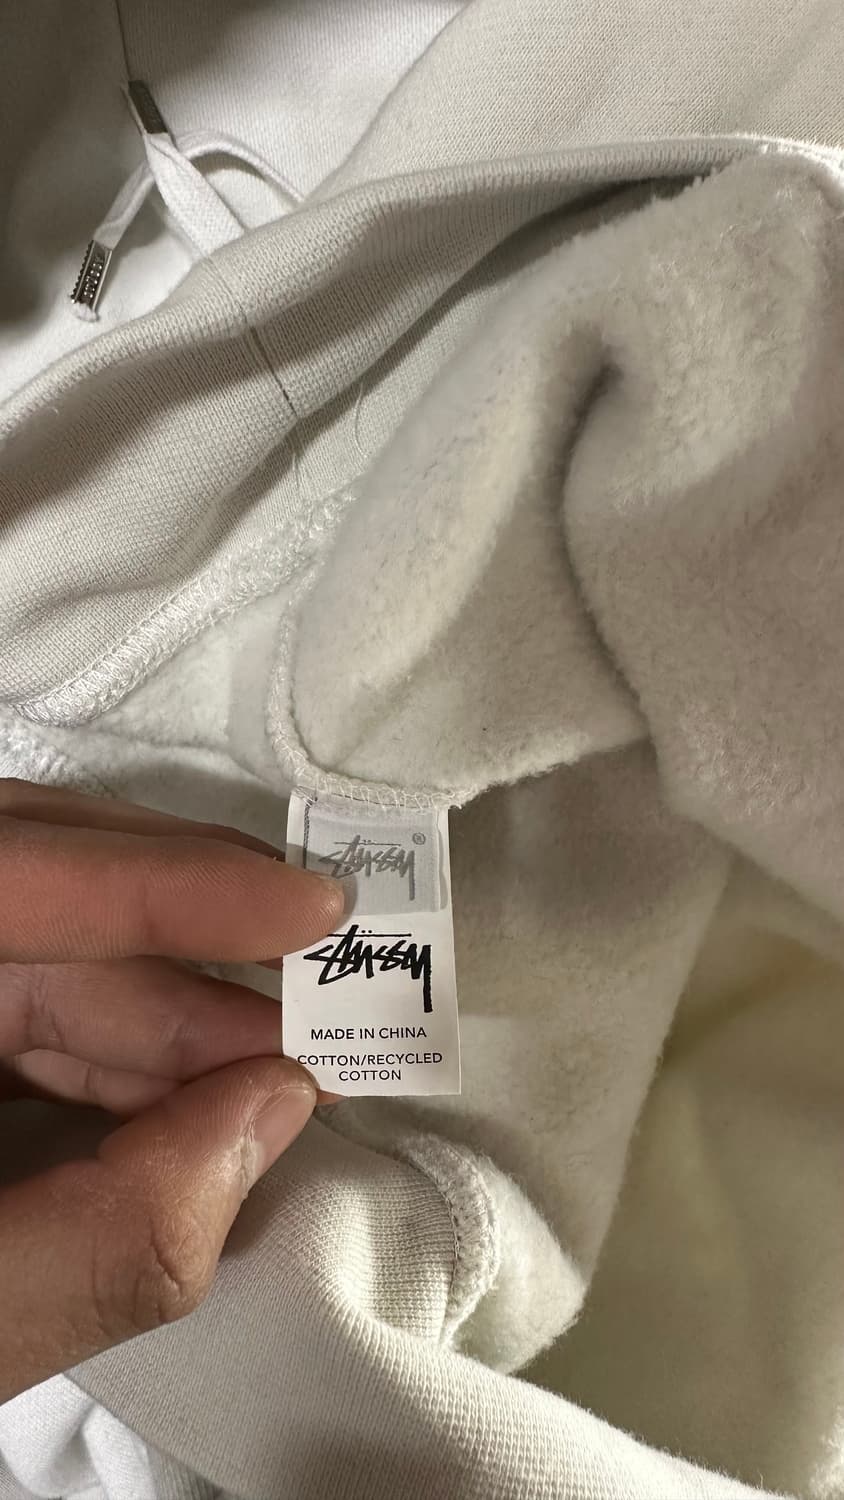 Stüssy ®
Stüssy
MADE IN CHINA
COTTON/RECYCLED
COTTON